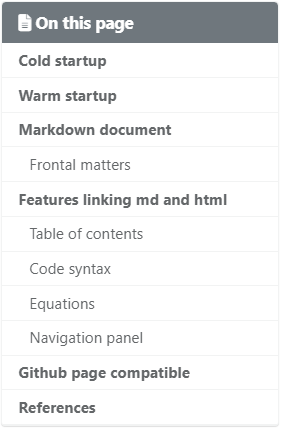 On this page
Cold startup
Warm startup
Markdown document
Frontal matters
Features linking md and html
Table of contents
Code syntax
Equations
Navigation panel
Github page compatible
References